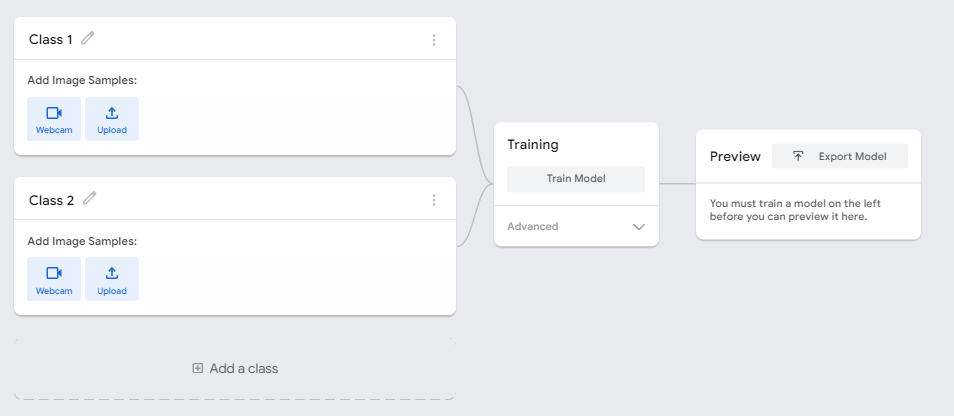 Class 1
Add Image Samples:
Webcam
Upload
Class 2
Add Image Samples:
Webcam
Upload
Add a class
Training
Train Model
Advanced
Preview
Export Model
You must train a model on the left
before you can preview it here.